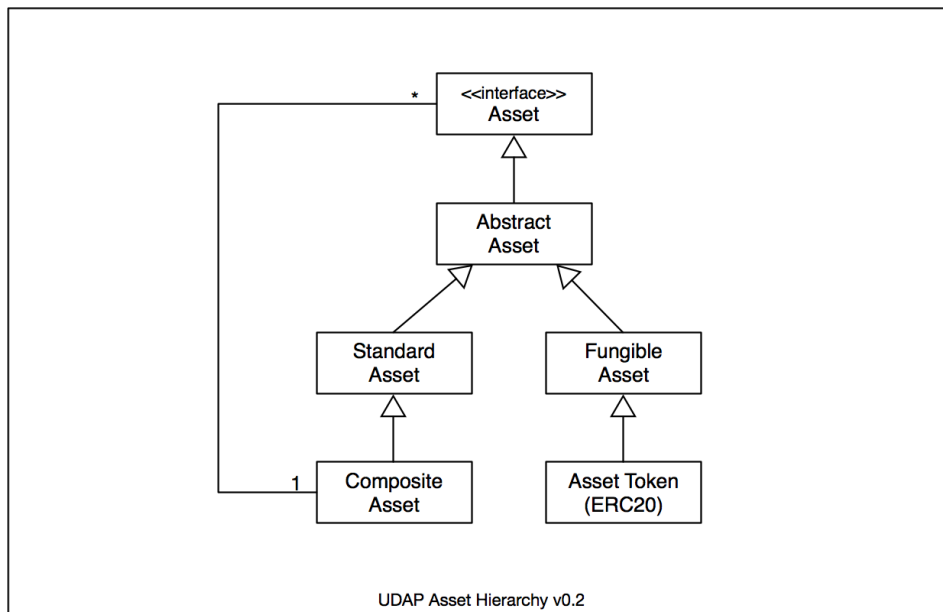 *
<<interface>>
Asset
Abstract
Asset
Standard
Asset
Fungible
Asset
1
Composite
Asset
Asset Token
(ERC20)
UDAP Asset Hierarchy v0.2